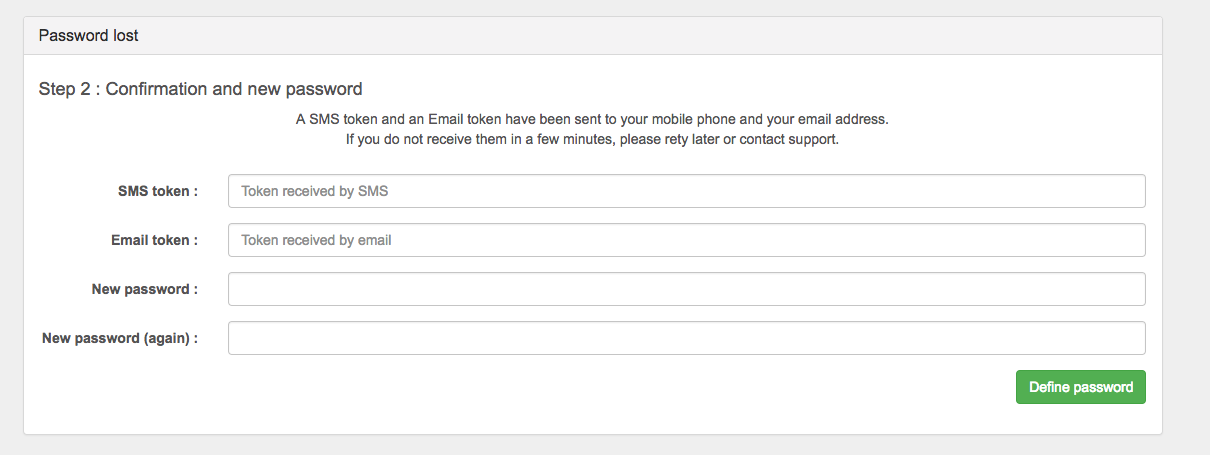 Password lost
Step 2 : Confirmation and new password
A SMS token and an Email token have been sent to your mobile phone and your email address.
If you do not receive them in a few minutes, please rety later or contact support.
SMS token : Token received by SMS
Email token : Token received by email
New password :
New password (again) :
Define password